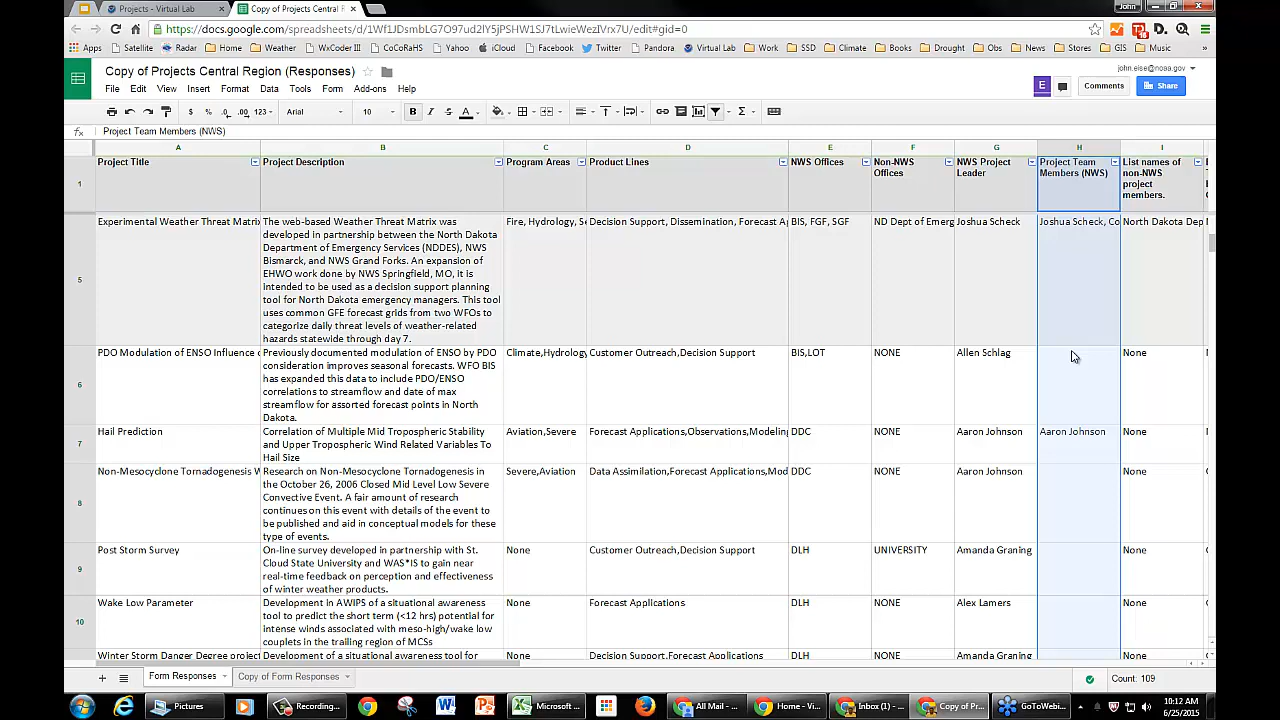 Projects - Virtual Lab
Copy of Projects Central R
John
https://docs.google.com/spreadsheets/d/1Wf1JDsmbLG7O97ud2lY5jP5HW1SJ7tLwieWezIVrx7U/edit#gid=0
Apps Satellite Radar Home Weather WxCoder III CoCoRaHS Yahoo iCloud Facebook Twitter Pandora Virtual Lab Work SSD Climate Books Drought Obs News Stores GIS Music
john.eise@noaa.gov
Copy of Projects Central Region (Responses)
E Comments Share
File Edit View Insert Format Data Tools Form Add-ons Help
$ % .0 .00 123 Arial 10 B I S A
fx Project Team Members (NWS)
A B C D E F G H I
1 Project Title Project Description Program Areas Product Lines NWS Offices Non-NWS Offices NWS Project Leader Project Team Members (NWS) List names of non-NWS project members.
Experimental Weather Threat Matrix The web-based Weather Threat Matrix was Fire, Hydrology, Se Decision Support, Dissemination, Forecast Ap BIS, FGF, SGF ND Dept of Emerg Joshua Scheck Joshua Scheck, Co North Dakota Dep
developed in partnership between the North
Dakota Department of Emergency Services (NDDES), NWS
Bismarck, and NWS Grand Forks. An expansion of
EHWO work done by NWS Springfield, MO, it is
5 intended to be used as a decision support planning
tool for North Dakota emergency managers. This tool
uses common GFE forecast grids from two WFOs to
categorize daily threat levels of weather-related
hazards statewide through day 7.
PDO Modulation of ENSO Influence o Previously documented modulation of ENSO by PDO Climate,Hydrology Customer Outreach,Decision Support BIS,LOT NONE Allen Schlag None
consideration improves seasonal forecasts. WFO BIS
6 has expanded this data to include PDO/ENSO
correlations to streamflow and date of max
streamflow for assorted forecast points in North
Dakota.
Hail Prediction Correlation of Multiple Mid Tropospheric Stability Aviation,Severe Forecast Applications,Observations,Modeling DDC NONE Aaron Johnson Aaron Johnson None
7 and Upper Tropospheric Wind Related Variables To
Hail Size
Non-Mesocyclone Tornadogenesis W Research on Non-Mesocyclone Tornadogenesis in Severe,Aviation Data Assimilation,Forecast Applications,Mod DDC NONE Aaron Johnson None
the October 26, 2006 Closed Mid Level Low Severe
8 Convective Event. A fair amount of research
continues on this event with details of the event to
be published and aid in conceptual models for these
type of events.
Post Storm Survey On-line survey developed in partnership with St. None Customer Outreach,Decision Support DLH UNIVERSITY Amanda Graning None
9 Cloud State University and WAS*IS to gain near
real-time feedback on perception and effectiveness
of winter weather products.
Wake Low Parameter Development in AWIPS of a situational awareness None Forecast Applications DLH NONE Alex Lamers None
10 tool to predict the short term (<12 hrs) potential for
intense winds associated with meso-high/wake low
couplets in the trailing region of MCSs
Winter Storm Danger Degree project Development of a situational awareness tool for None Decision Support,Forecast Applications DLH NONE Amanda Graning None
Form Responses Copy of Form Responses Count: 109
Pictures Recording... Microsoft ... All Mail - ... Home - Vi... Inbox (1) - ... Copy of Pr... GoToWebi...
10:12 AM
6/25/2015